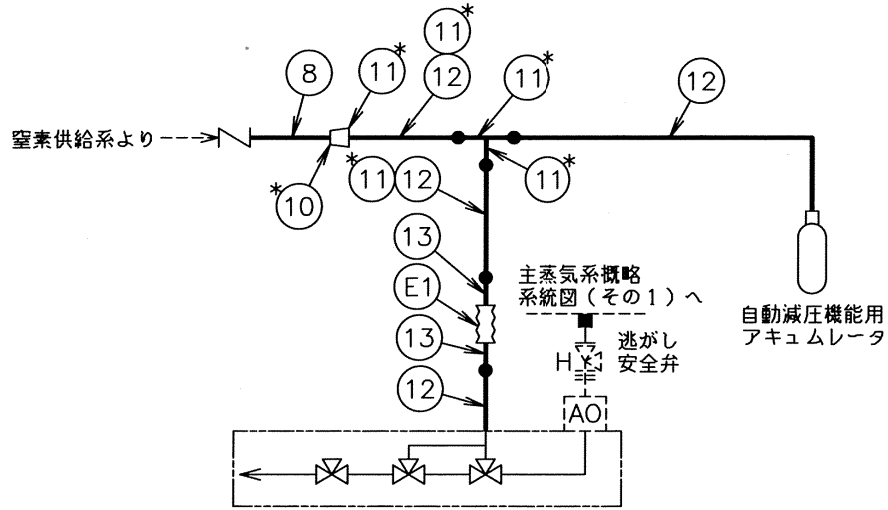 11*
8
11*
12
11*
12
窒素供給系より
*10
*11
12
11*
13
主蒸気系概略
系統図(その1)へ
E1
自動減圧機能用
アキュムレータ
逃がし
安全弁
H
13
12
AO